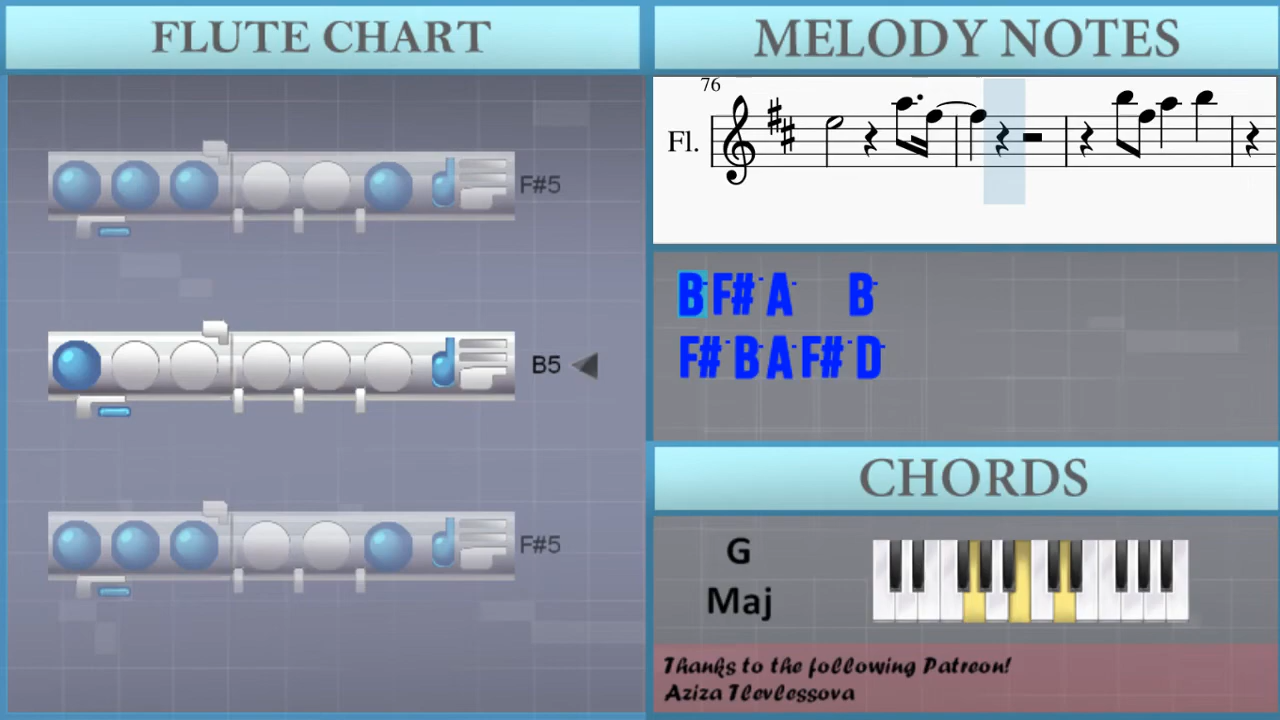 FLUTE CHART
F#5
B5
F#5
MELODY NOTES
76
Fl.
B F# A B
F# B A F# D
CHORDS
G
Maj
Thanks to the following Patreon!
Aziza Tlevlessova